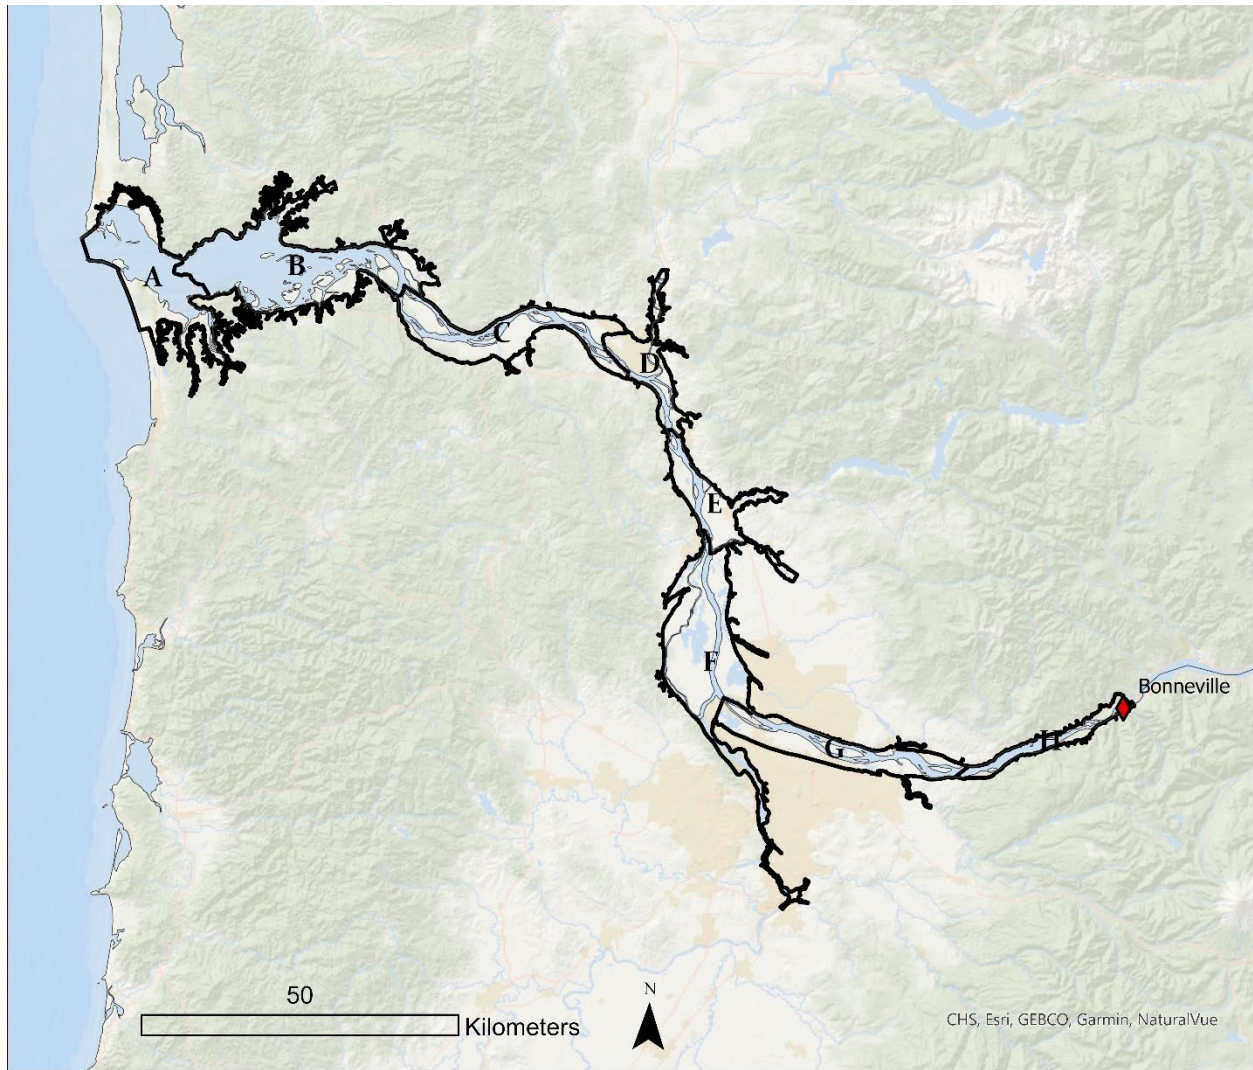 A
B
C
D
E
F
Bonneville
G
H
50
Kilometers
N
CHS, Esri, GEBCO, Garmin, NaturalVue